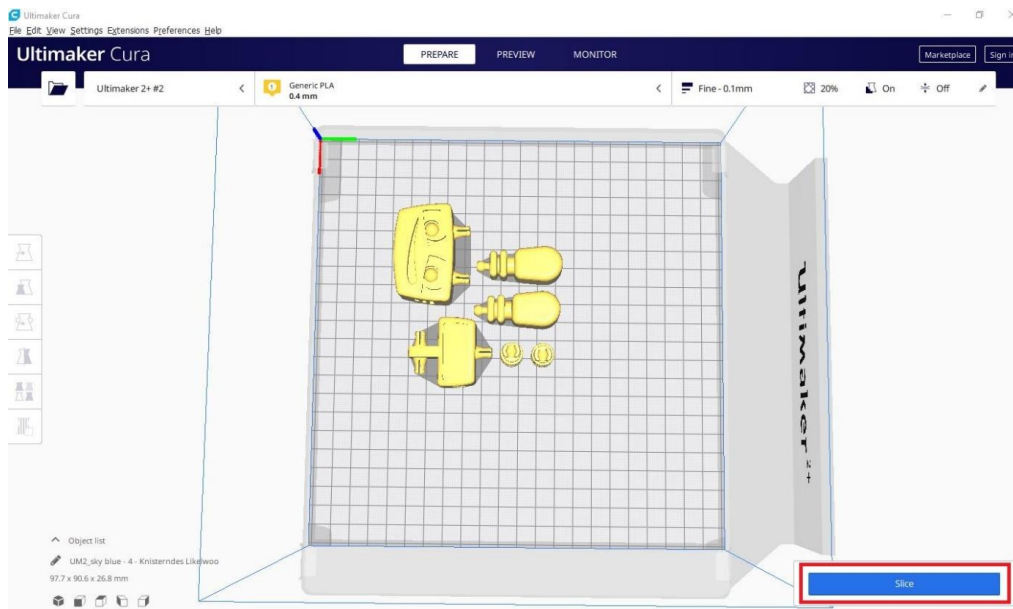 Ultimaker Cura
File Edit View Settings Extensions Preferences Help
Ultimaker Cura PREPARE PREVIEW MONITOR Marketplace Sign in
Ultimaker 2+ #2
1 Generic PLA
0.4 mm
Fine - 0.1mm 20% On Off
Ultimaker 2+
Object list
UM2_sky blue - 4 - Knisterndes Likelwoo
97.7 x 90.6 x 26.8 mm
Slice